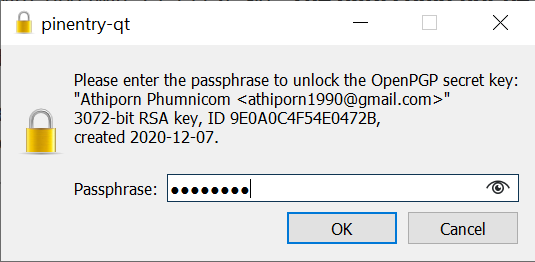 pinentry-qt
Please enter the passphrase to unlock the OpenPGP secret key:
"Athiporn Phumnicom <athiporn1990@gmail.com>"
3072-bit RSA key, ID 9E0A0C4F54E0472B,
created 2020-12-07.
Passphrase: ●●●●●●●●
OK Cancel